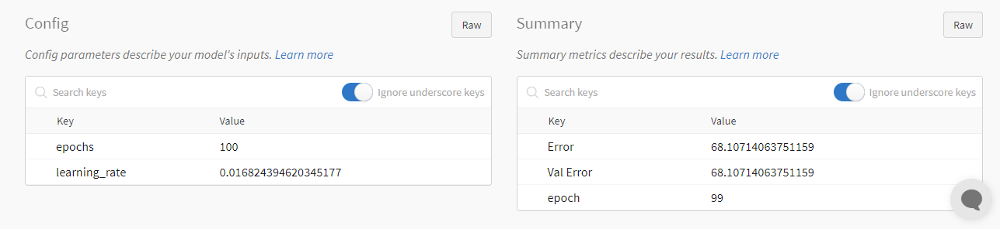 Config
Raw
Config parameters describe your model's inputs. Learn more
Search keys
Ignore underscore keys
Key Value
epochs 100
learning_rate 0.016824394620345177
Summary
Raw
Summary metrics describe your results. Learn more
Search keys
Ignore underscore keys
Key Value
Error 68.10714063751159
Val Error 68.10714063751159
epoch 99